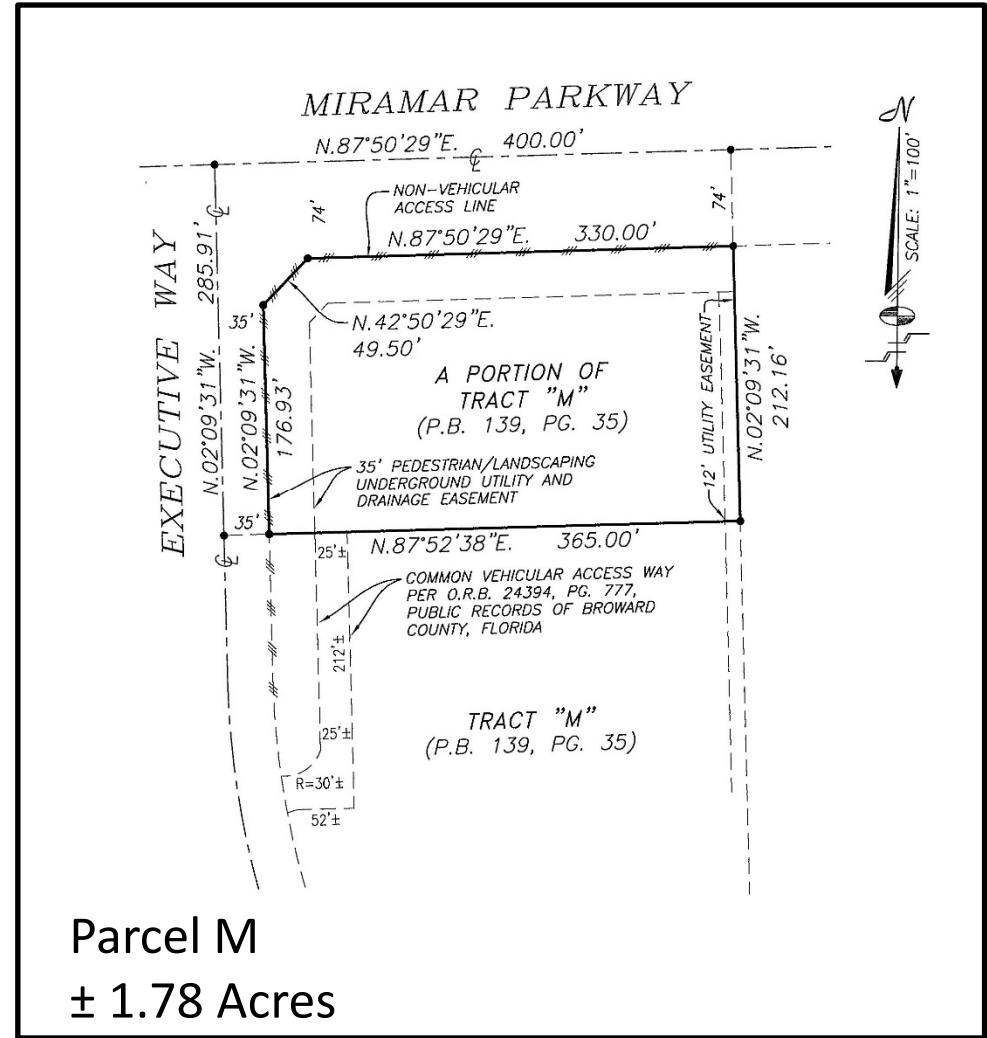 MIRAMAR PARKWAY
N.87°50'29"E. 400.00'
℄
NON-VEHICULAR
ACCESS LINE
74'
74'
N.87°50'29"E. 330.00'
N
SCALE: 1"=100'
EXECUTIVE WAY
℄
285.91'
N.02°09'31"W.
35'
N.02°09'31"W.
176.93'
35'
℄
N.42°50'29"E.
49.50'
A PORTION OF
TRACT "M"
(P.B. 139, PG. 35)
12' UTILITY EASEMENT
N.02°09'31"W.
212.16'
35' PEDESTRIAN/LANDSCAPING
UNDERGROUND UTILITY AND
DRAINAGE EASEMENT
N.87°52'38"E. 365.00'
25'±
COMMON VEHICULAR ACCESS WAY
PER O.R.B. 24394, PG. 777,
PUBLIC RECORDS OF BROWARD
COUNTY, FLORIDA
212'±
25'±
R=30'±
52'±
TRACT "M"
(P.B. 139, PG. 35)
Parcel M
± 1.78 Acres